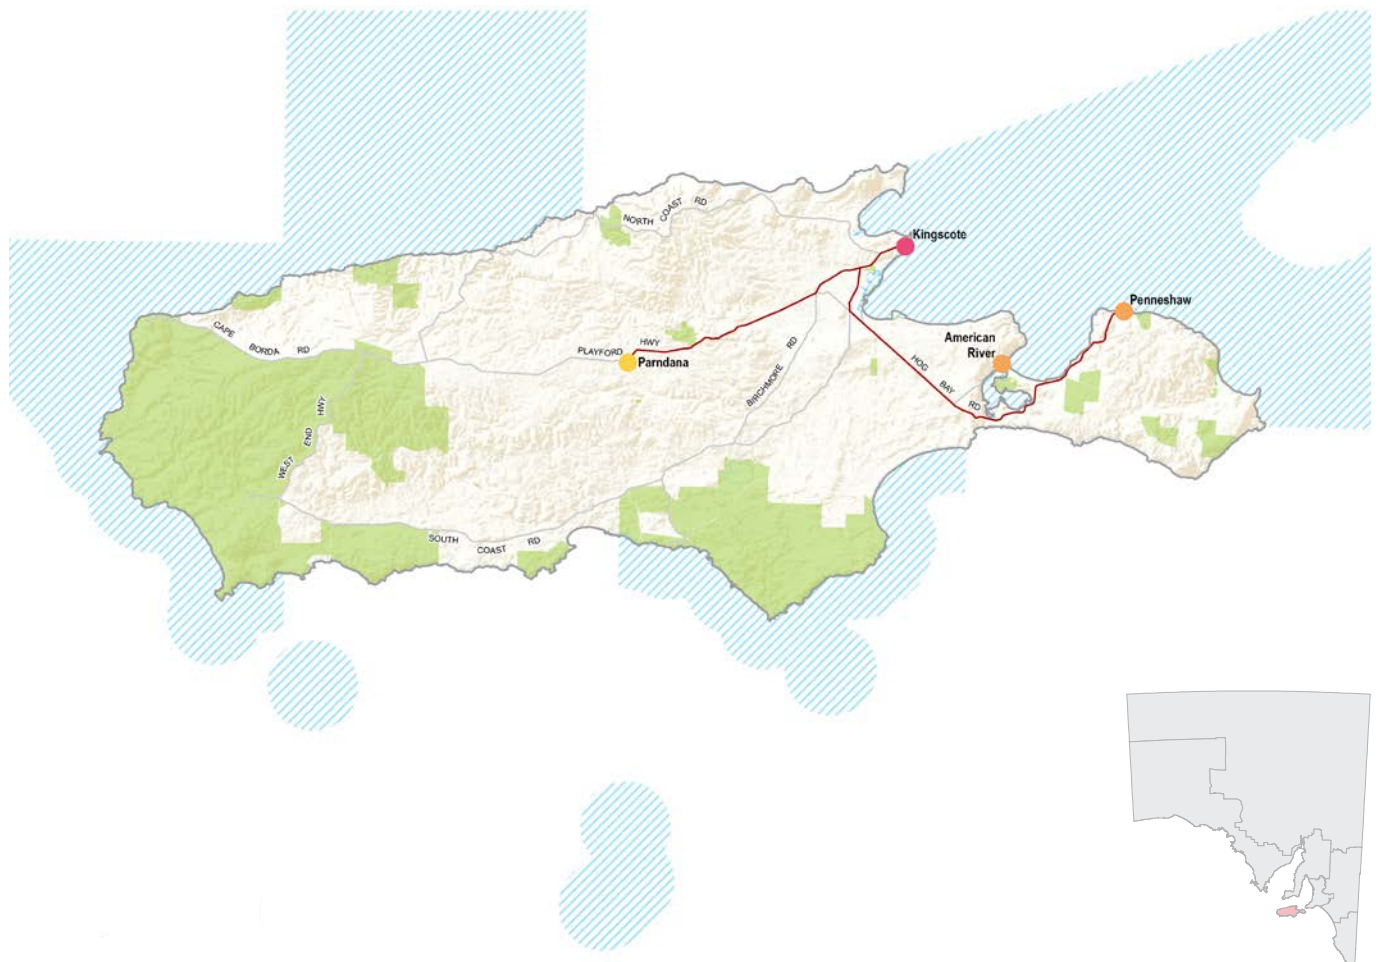 NORTH COAST RD
Kingscote
Penneshaw
American
River
CAPE BORDA RD
PLAYFORD HWY
Parndana
BIRCHMORE RD
HOG BAY RD
WEST END HWY
SOUTH COAST RD